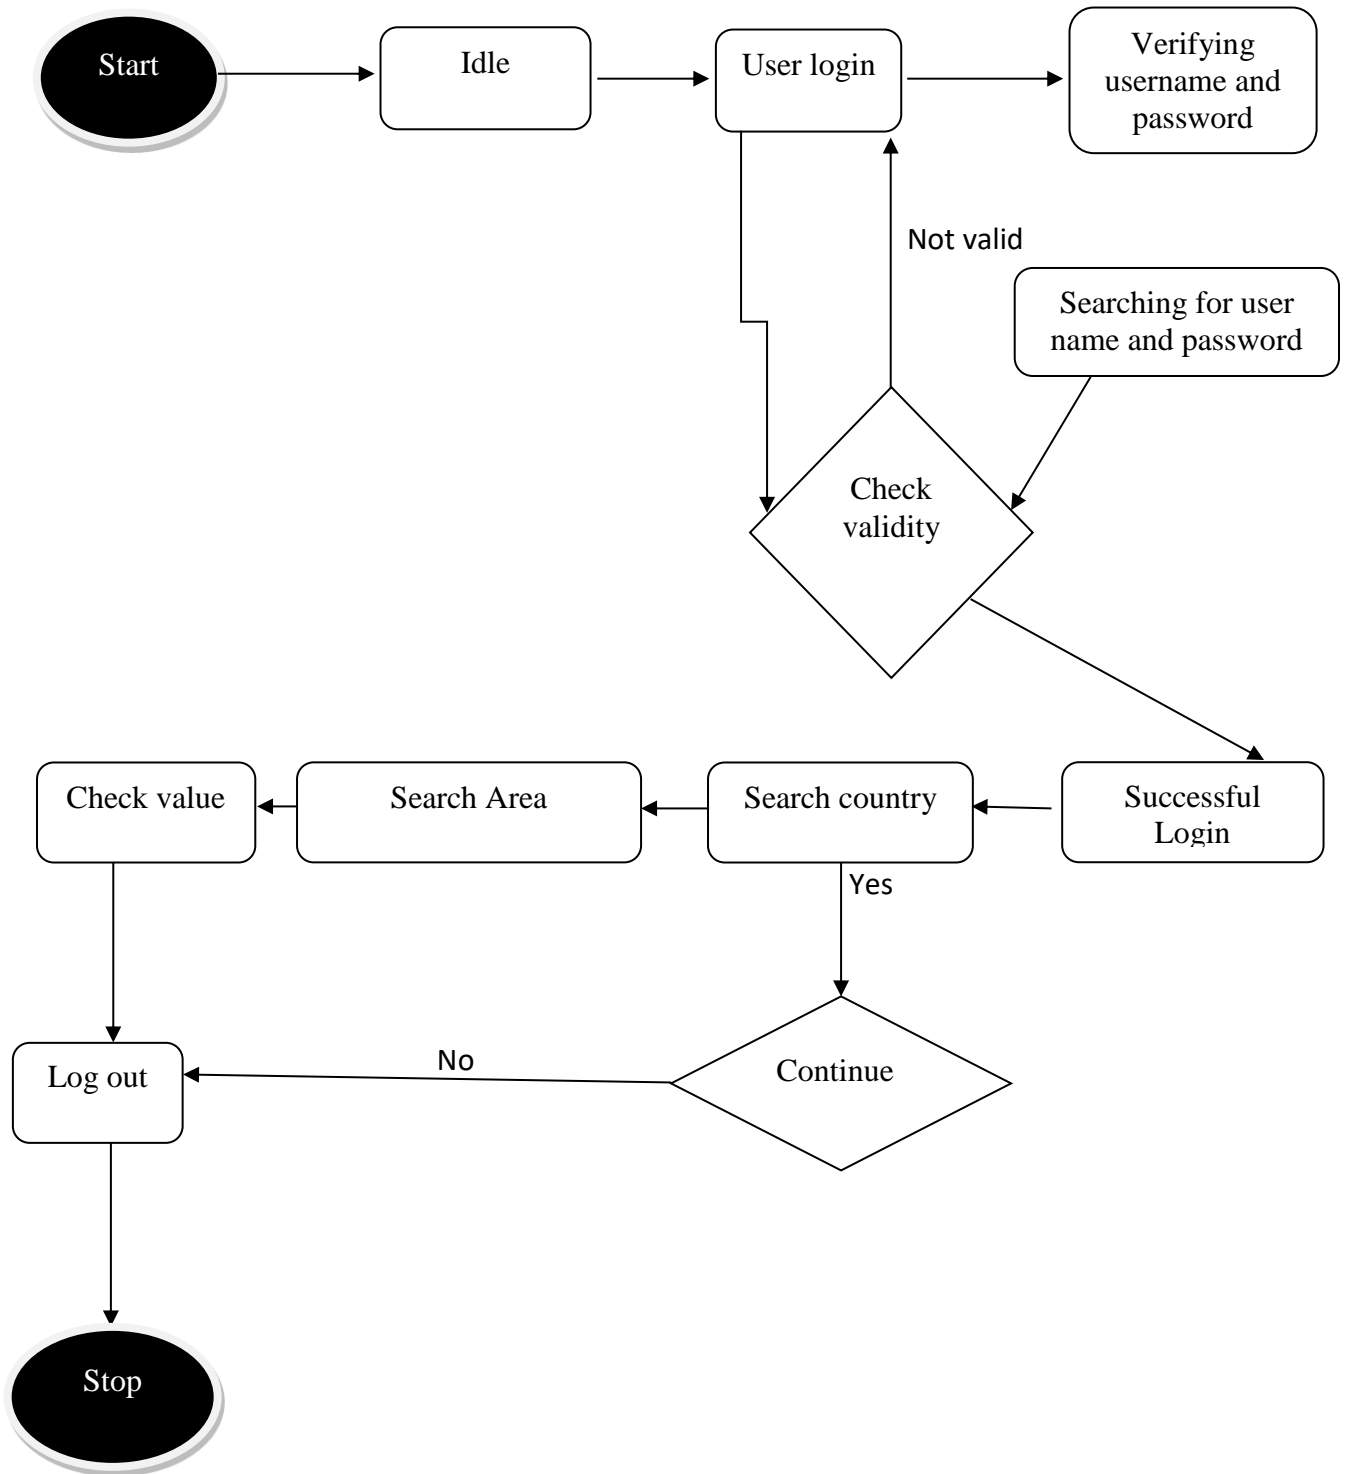 Start
Idle
User login
Verifying
username and
password
Not valid
Searching for user
name and password
Check
validity
Check value
Search Area
Search country
Successful
Login
Yes
No
Log out
Continue
Stop